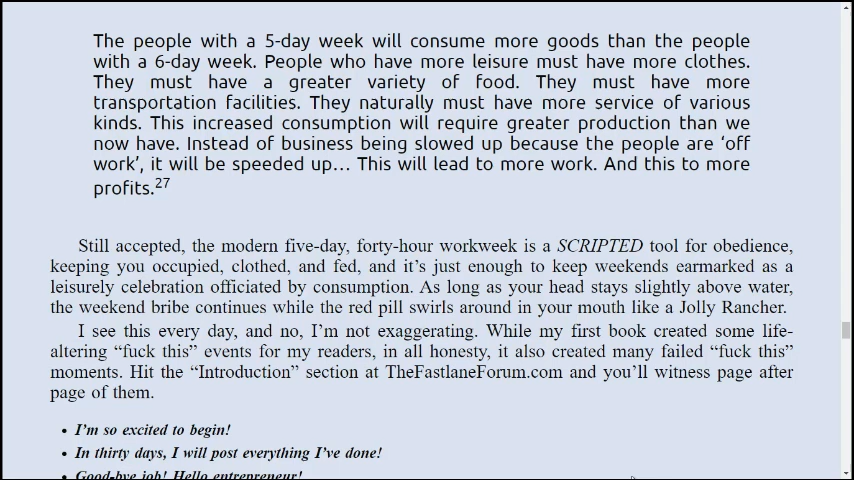 The people with a 5-day week will consume more goods than the people
with a 6-day week. People who have more leisure must have more clothes.
They must have a greater variety of food. They must have more
transportation facilities. They naturally must have more service of various
kinds. This increased consumption will require greater production than we
now have. Instead of business being slowed up because the people are ‘off
work’, it will be speeded up… This will lead to more work. And this to more
profits.27
Still accepted, the modern five-day, forty-hour workweek is a SCRIPTED tool for obedience,
keeping you occupied, clothed, and fed, and it’s just enough to keep weekends earmarked as a
leisurely celebration officiated by consumption. As long as your head stays slightly above water,
the weekend bribe continues while the red pill swirls around in your mouth like a Jolly Rancher.
I see this every day, and no, I’m not exaggerating. While my first book created some life-
altering “fuck this” events for my readers, in all honesty, it also created many failed “fuck this”
moments. Hit the “Introduction” section at TheFastlaneForum.com and you’ll witness page after
page of them.
• I’m so excited to begin!
• In thirty days, I will post everything I’ve done!
• Good-bye job! Hello entrepreneur!